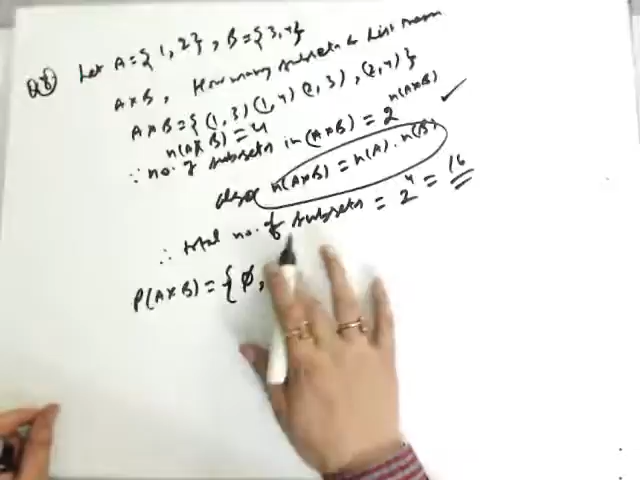 Q8 Let A = {1, 2}, B = {3, 4}
A×B, How many subsets & list them
A×B = {(1, 3) (1, 4) (2, 3), (2, 4)}
n(A×B) = 4
∵ no. of subsets in (A×B) = 2^n(A×B) ✓
also n(A×B) = n(A) · n(B)
∴ total no. of subsets = 2^4 = 16
P(A×B) = {ϕ,